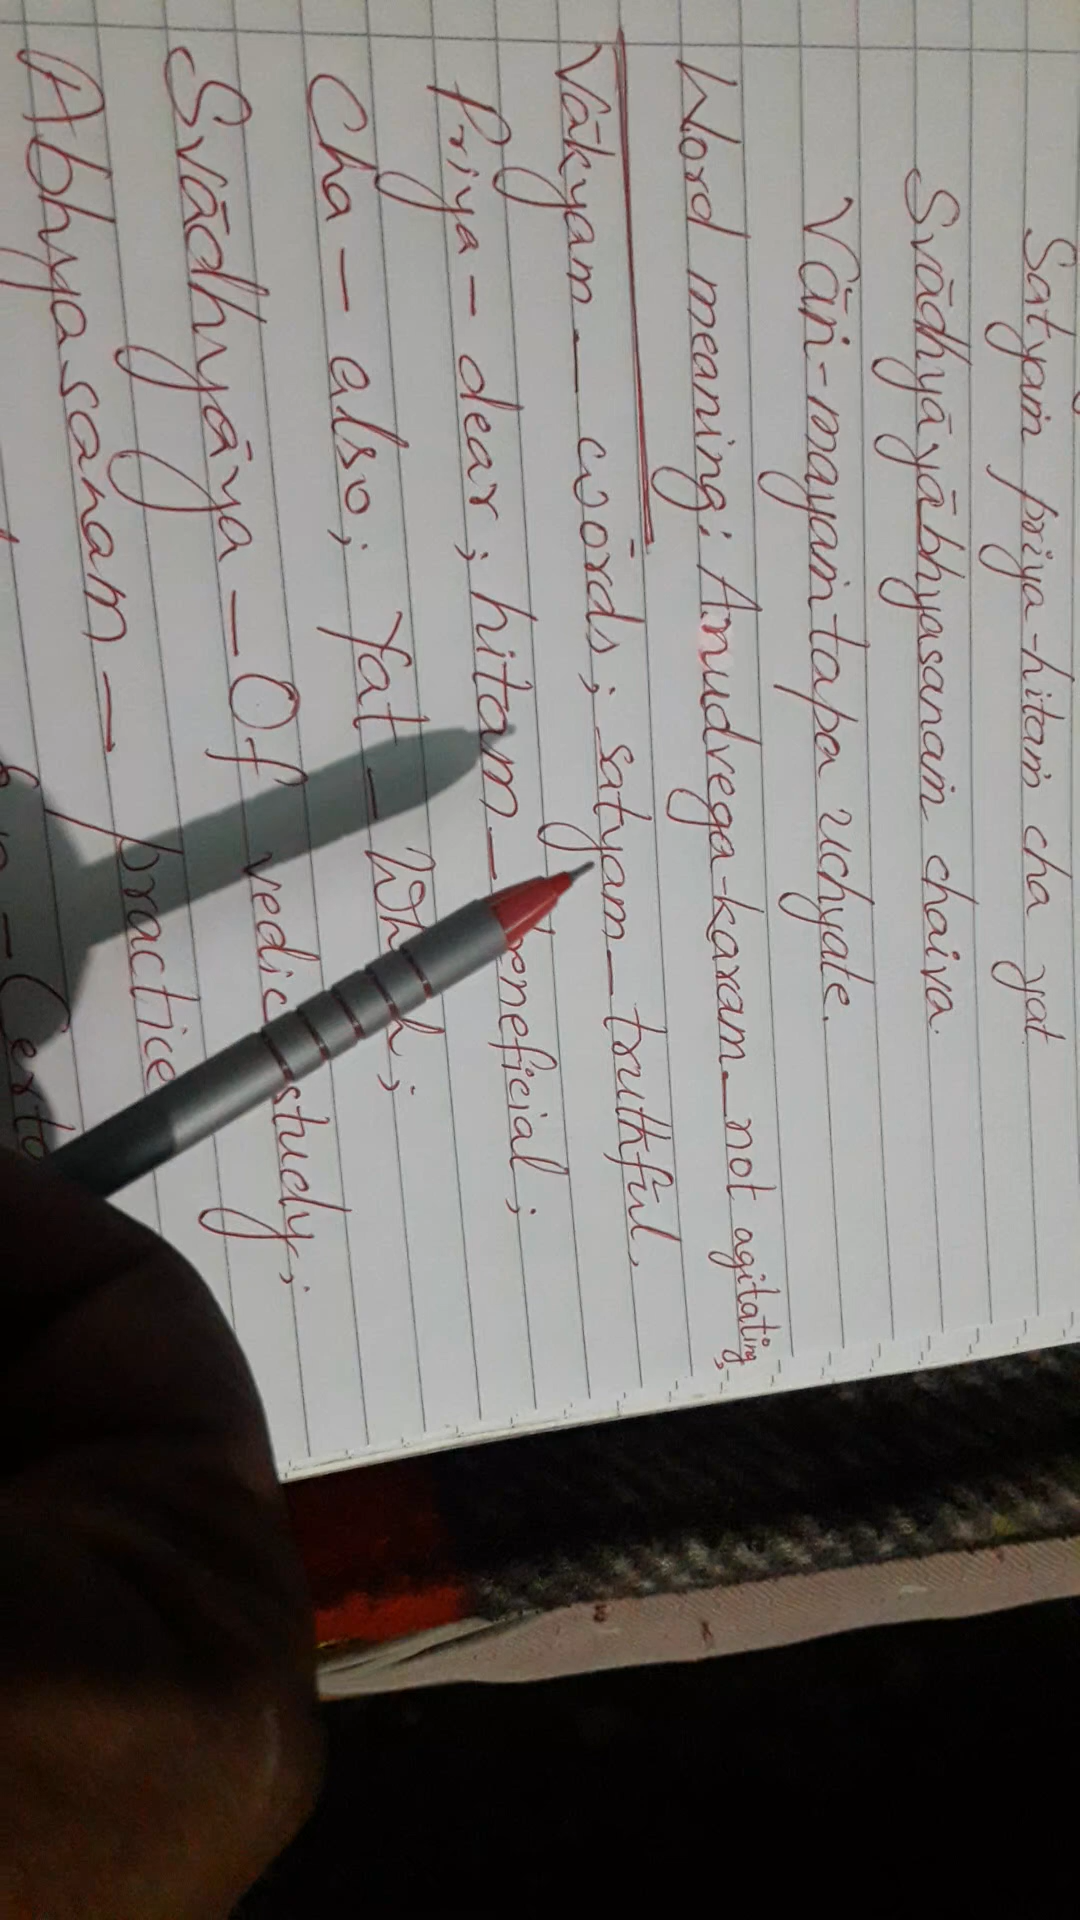 Satyaṁ priya-hitaṁ cha yat
Svādhyāyābhyasanaṁ chaiva.
Vāṅ-mayaṁ tapa uchyate.
Word meaning; Anudvega-karam - not agitating;
Vākyam - words; satyam - truthful,
Priya - dear; hitam - beneficial;
Cha - also; Yat - Which;
Svādhyāya - Of vedic study;
Abhyasanam - practice